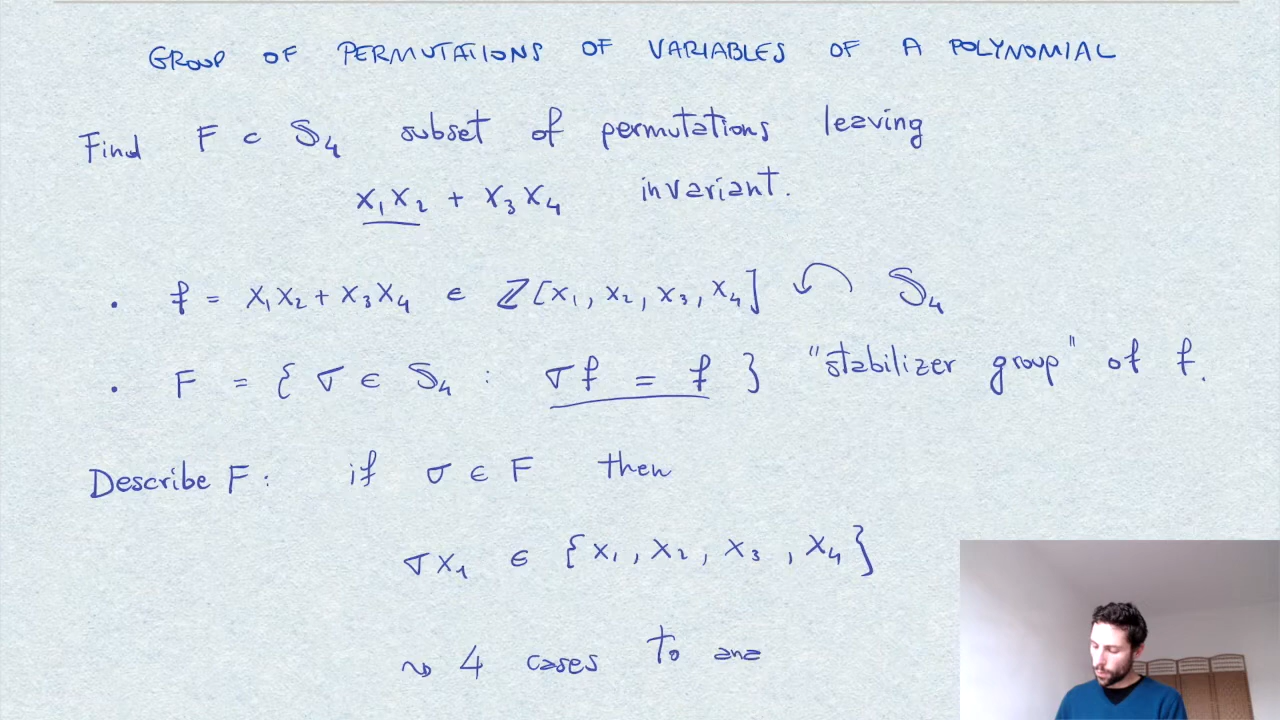 GROUP OF PERMUTATIONS OF VARIABLES OF A POLYNOMIAL
Find F ⊂ S₄ subset of permutations leaving
x₁x₂ + x₃x₄ invariant.
• f = x₁x₂ + x₃x₄ ∈ ℤ[x₁, x₂, x₃, x₄] ↶ S₄
• F = { σ ∈ S₄ : σf = f } "stabilizer group" of f.
Describe F: if σ ∈ F then
σx₁ ∈ {x₁, x₂, x₃, x₄}
⤳ 4 cases to ana